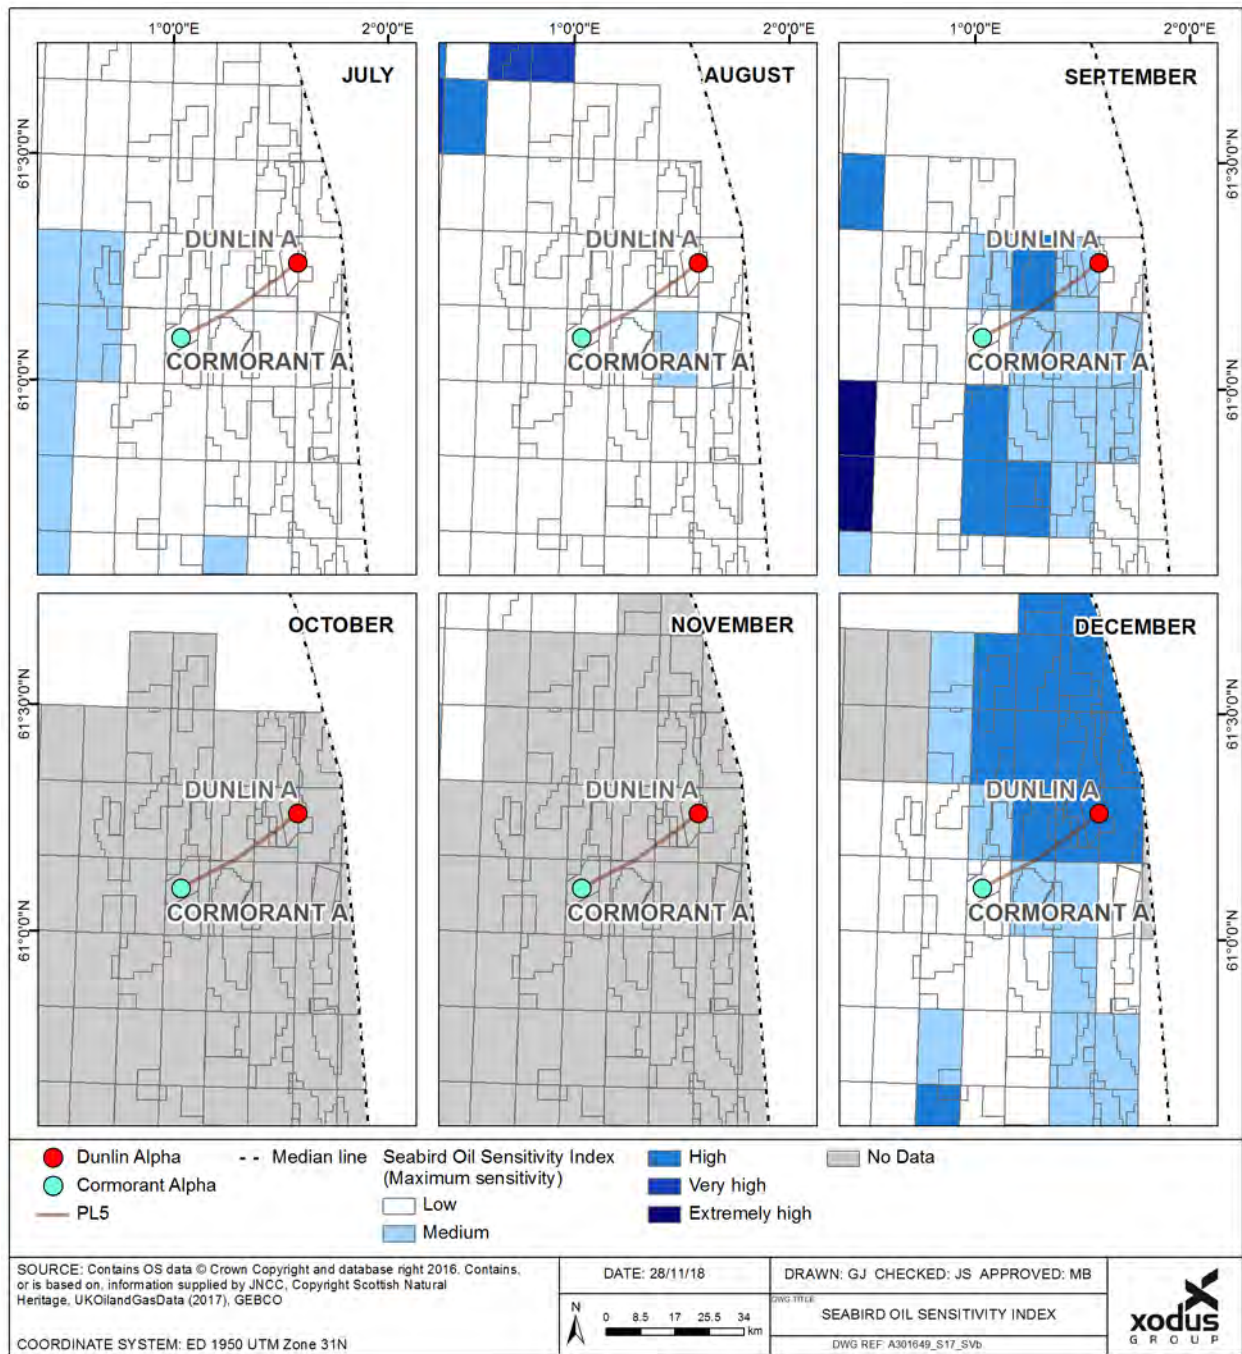 1°0'0"E 2°0'0"E 1°0'0"E 2°0'0"E 1°0'0"E 2°0'0"E
JULY AUGUST SEPTEMBER
61°30'0"N 61°30'0"N
DUNLIN A DUNLIN A DUNLIN A
CORMORANT A CORMORANT A CORMORANT A
61°0'0"N 61°0'0"N
OCTOBER NOVEMBER DECEMBER
61°30'0"N 61°30'0"N
DUNLIN A DUNLIN A DUNLIN A
CORMORANT A CORMORANT A CORMORANT A
61°0'0"N 61°0'0"N
Dunlin Alpha
Cormorant Alpha
PL5
Median line
Seabird Oil Sensitivity Index
(Maximum sensitivity)
Low
Medium
High
Very high
Extremely high
No Data
SOURCE: Contains OS data © Crown Copyright and database right 2016. Contains,
or is based on, information supplied by JNCC, Copyright Scottish Natural
Heritage, UKOilandGasData (2017), GEBCO
COORDINATE SYSTEM: ED 1950 UTM Zone 31N
DATE: 28/11/18
N
0 8.5 17 25.5 34
km
DRAWN: GJ CHECKED: JS APPROVED: MB
DWG TITLE
SEABIRD OIL SENSITIVITY INDEX
DWG REF: A301649_S17_SVb
xodus
GROUP